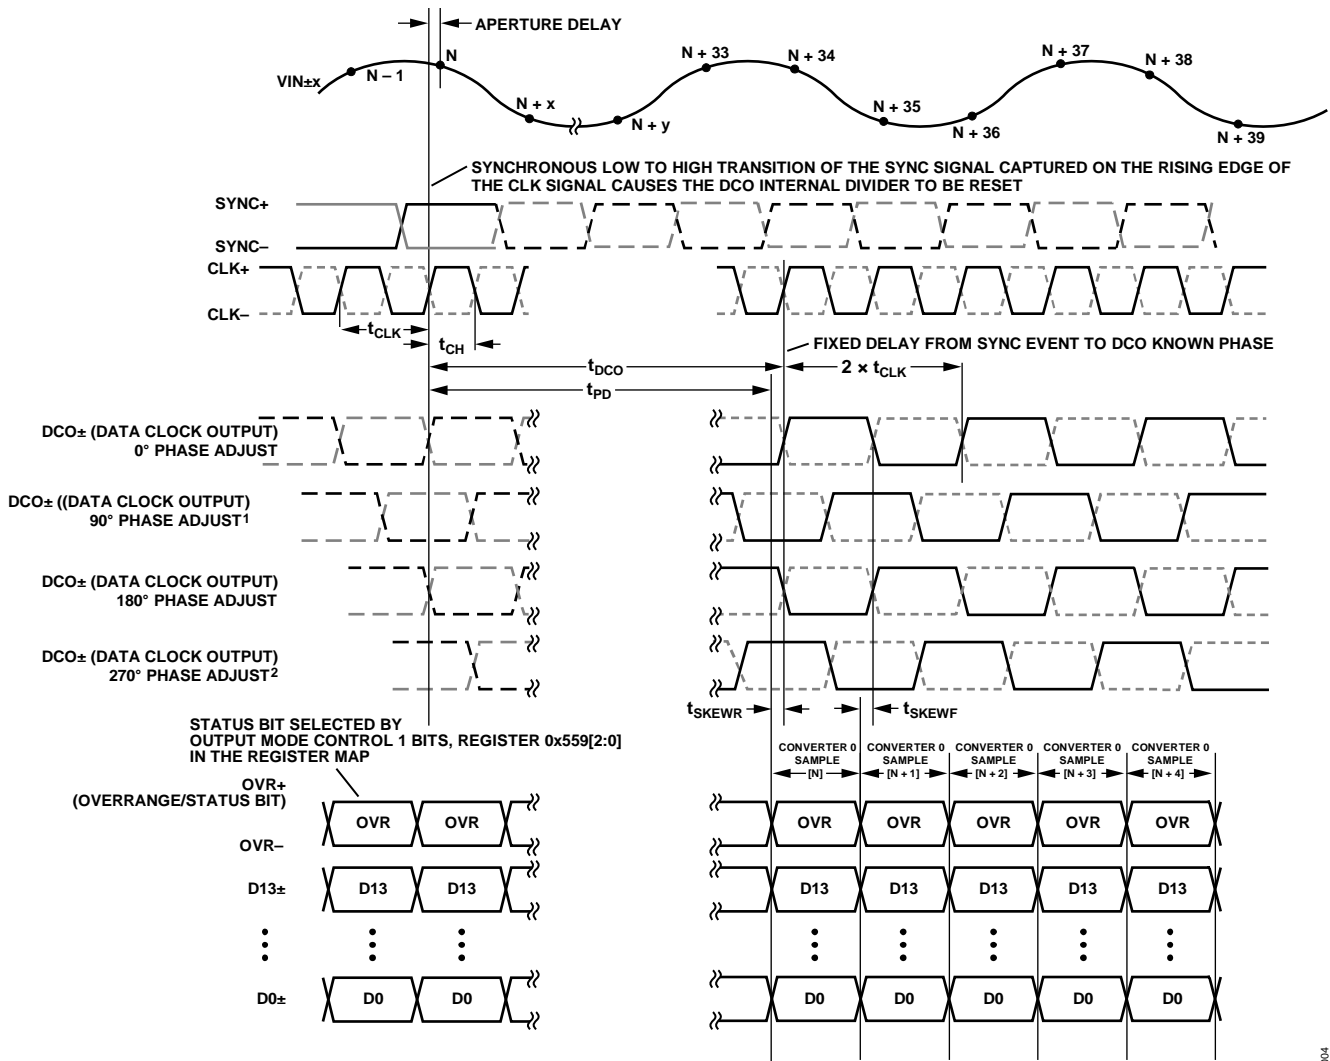 APERTURE DELAY
VIN±x
N – 1
N
N + x
N + y
N + 33
N + 34
N + 35
N + 36
N + 37
N + 38
N + 39
SYNCHRONOUS LOW TO HIGH TRANSITION OF THE SYNC SIGNAL CAPTURED ON THE RISING EDGE OF
THE CLK SIGNAL CAUSES THE DCO INTERNAL DIVIDER TO BE RESET
SYNC+
SYNC–
CLK+
CLK–
tCLK
tCH
FIXED DELAY FROM SYNC EVENT TO DCO KNOWN PHASE
tDCO
2 × tCLK
tPD
DCO± (DATA CLOCK OUTPUT)
0° PHASE ADJUST
DCO± ((DATA CLOCK OUTPUT)
90° PHASE ADJUST1
DCO± (DATA CLOCK OUTPUT)
180° PHASE ADJUST
DCO± (DATA CLOCK OUTPUT)
270° PHASE ADJUST2
tSKEWR
tSKEWF
STATUS BIT SELECTED BY
OUTPUT MODE CONTROL 1 BITS, REGISTER 0x559[2:0]
IN THE REGISTER MAP
CONVERTER 0
SAMPLE
[N]
CONVERTER 0
SAMPLE
[N + 1]
CONVERTER 0
SAMPLE
[N + 2]
CONVERTER 0
SAMPLE
[N + 3]
CONVERTER 0
SAMPLE
[N + 4]
OVR+
(OVERRANGE/STATUS BIT)
OVR–
OVR OVR OVR OVR OVR OVR OVR
D13± D13 D13 D13 D13 D13 D13 D13
D0± D0 D0 D0 D0 D0 D0 D0
004